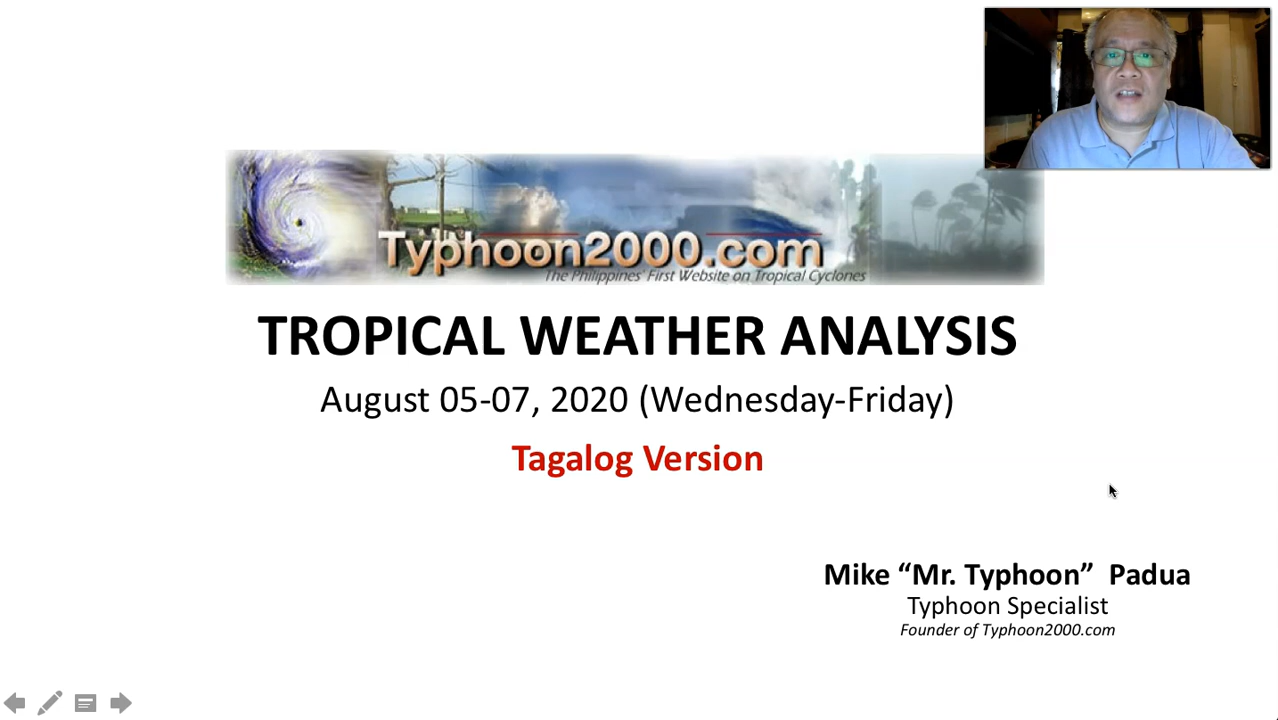 Typhoon2000.com
The Philippines' First Website on Tropical Cyclones
TROPICAL WEATHER ANALYSIS
August 05-07, 2020 (Wednesday-Friday)
Tagalog Version
Mike “Mr. Typhoon” Padua
Typhoon Specialist
Founder of Typhoon2000.com